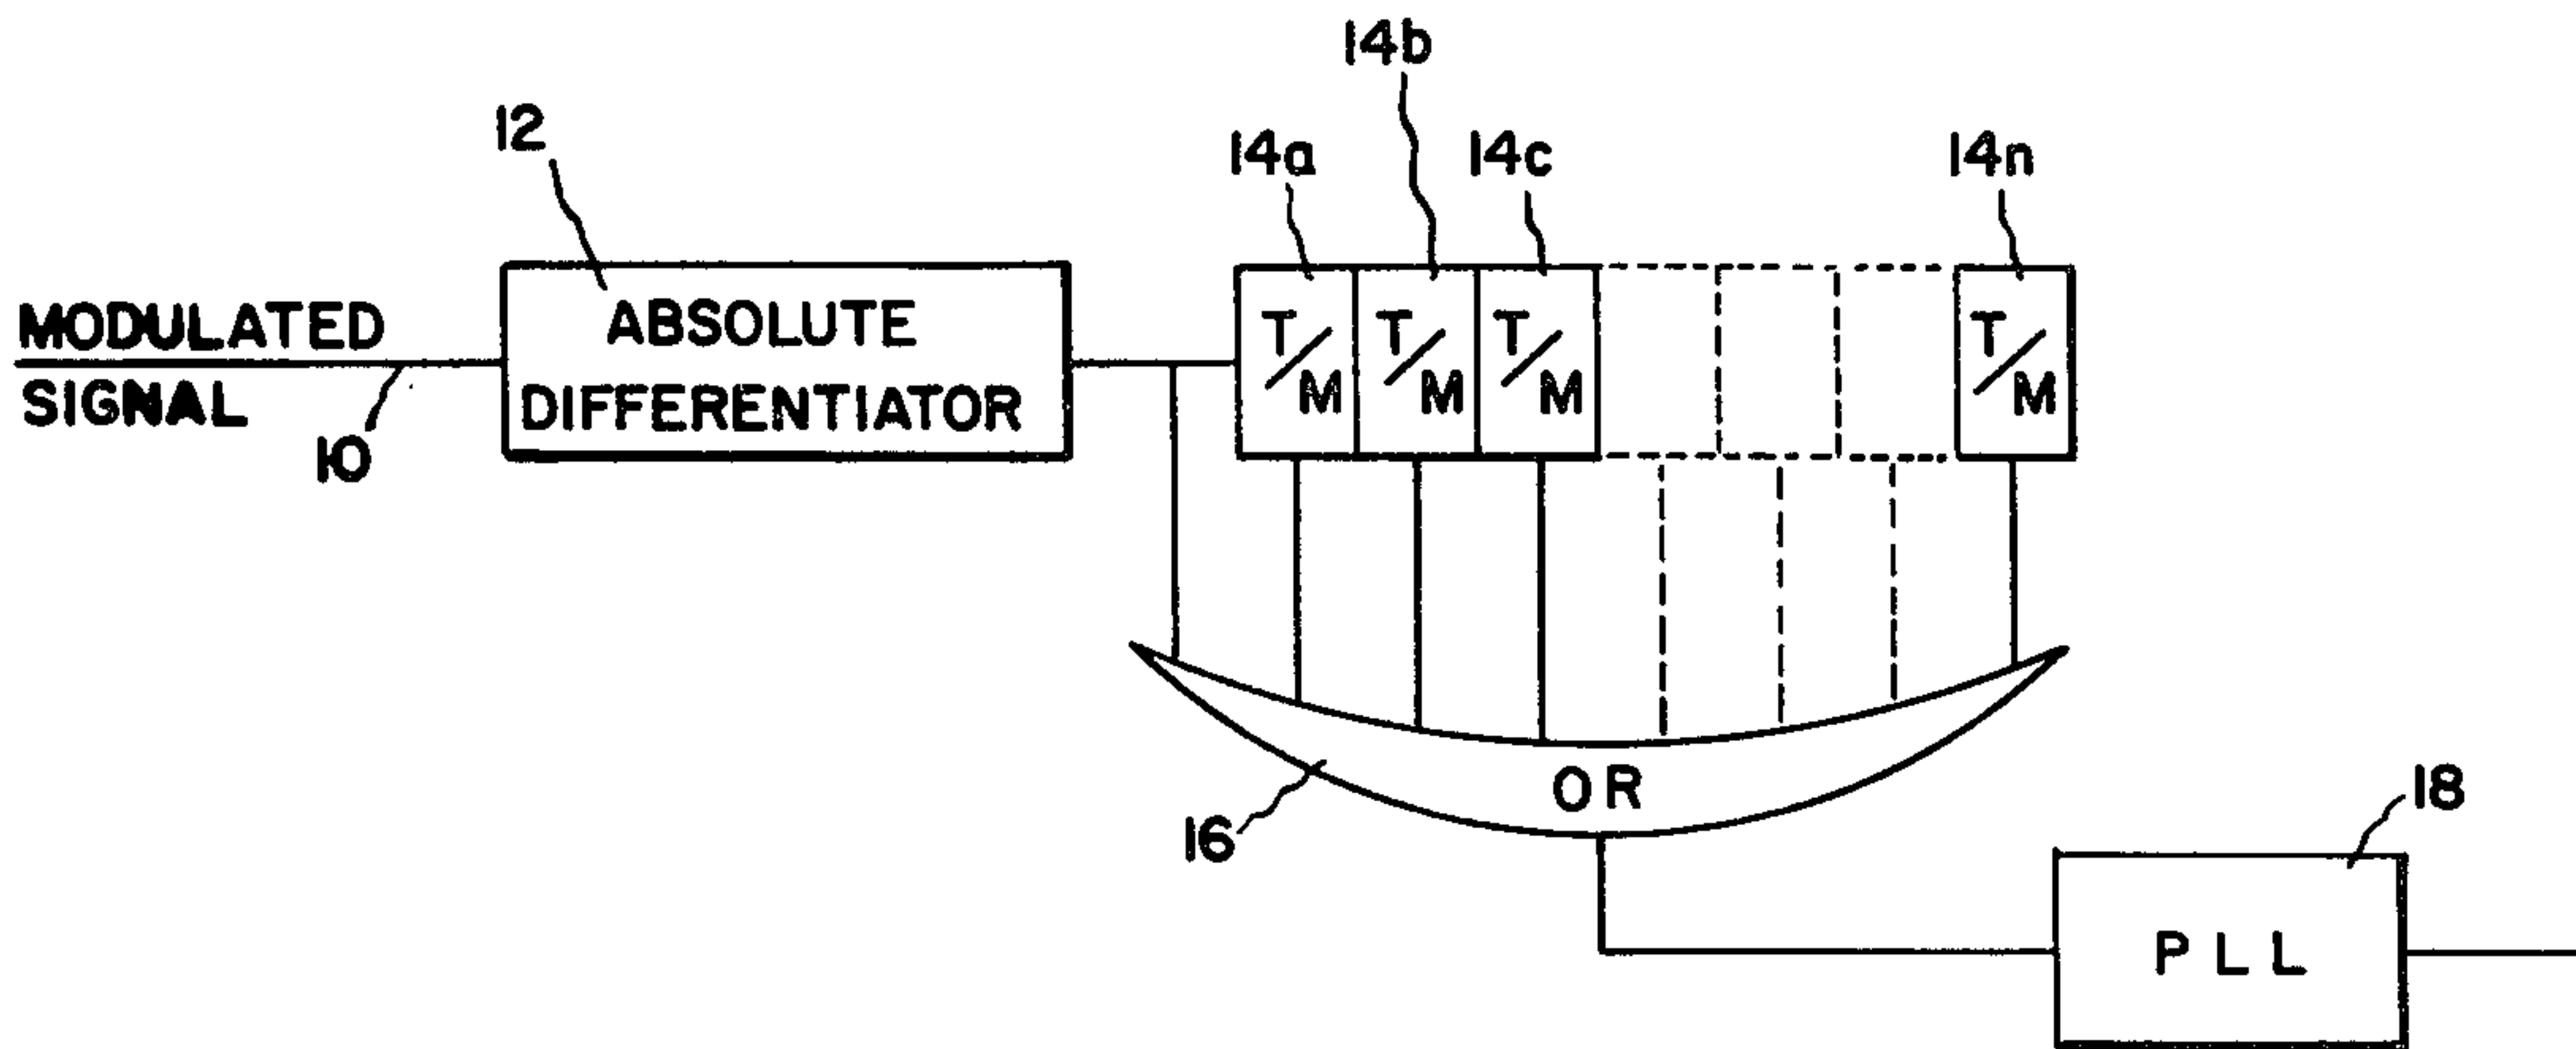 14b
12
14a
14c
14n
MODULATED
SIGNAL
10
ABSOLUTE
DIFFERENTIATOR
T/M
T/M
T/M
T/M
OR
16
18
PLL